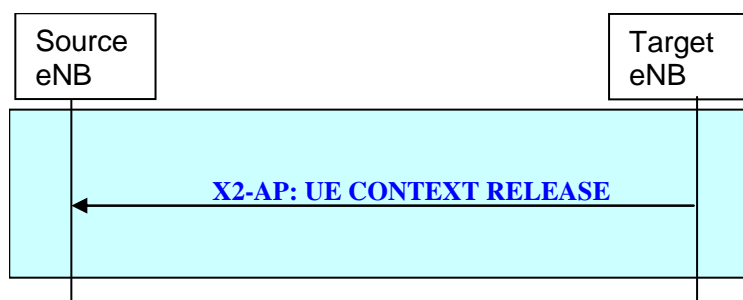 Source
eNB
Target
eNB
X2-AP: UE CONTEXT RELEASE